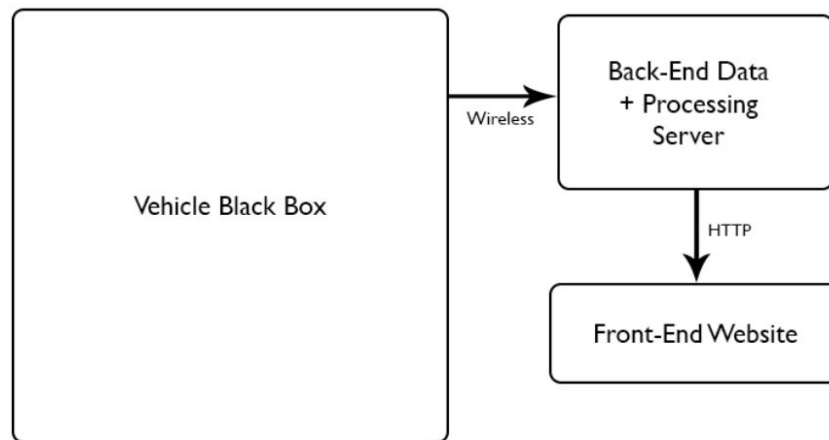 Vehicle Black Box
Wireless
Back-End Data
+ Processing
Server
HTTP
Front-End Website